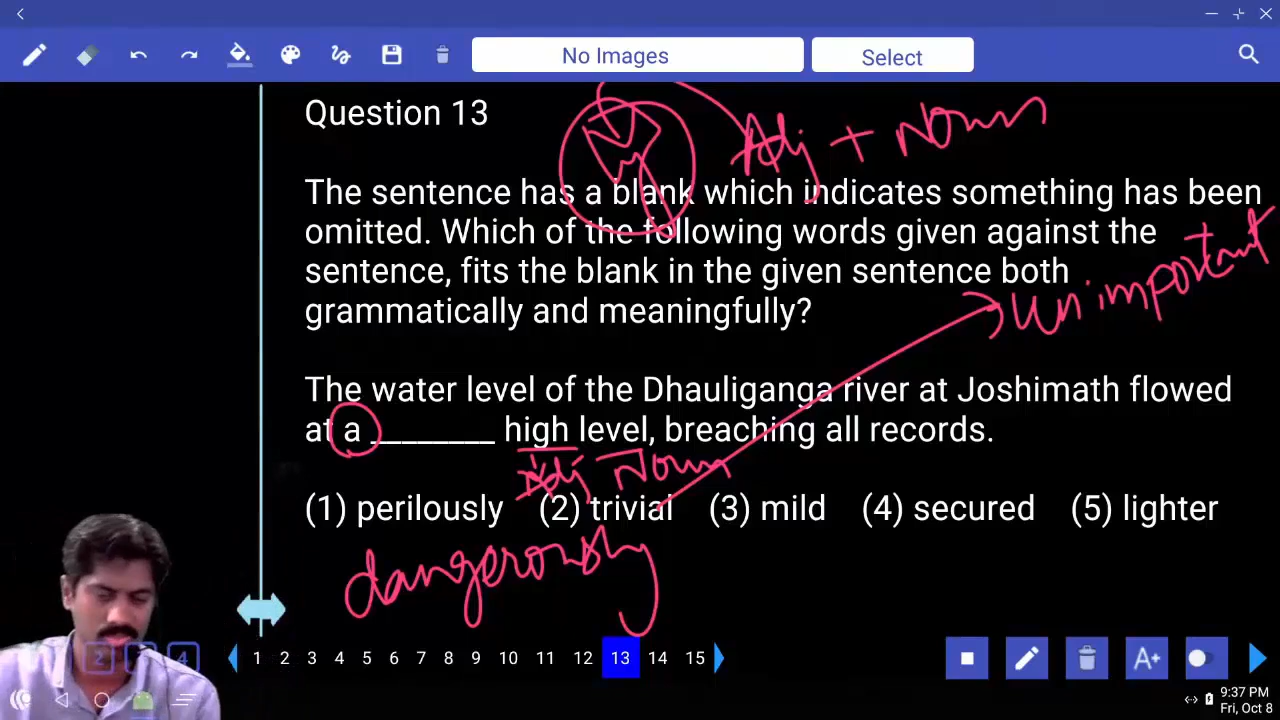 No Images
Select
Question 13
Adj + Noun
The sentence has a blank which indicates something has been
omitted. Which of the following words given against the
sentence, fits the blank in the given sentence both
grammatically and meaningfully?
Unimportant
The water level of the Dhauliganga river at Joshimath flowed
at a ________ high level, breaching all records.
Adj Noun
(1) perilously (2) trivial (3) mild (4) secured (5) lighter
dangerously
1 2 3 4 5 6 7 8 9 10 11 12 13 14 15
A+
9:37 PM
Fri, Oct 8